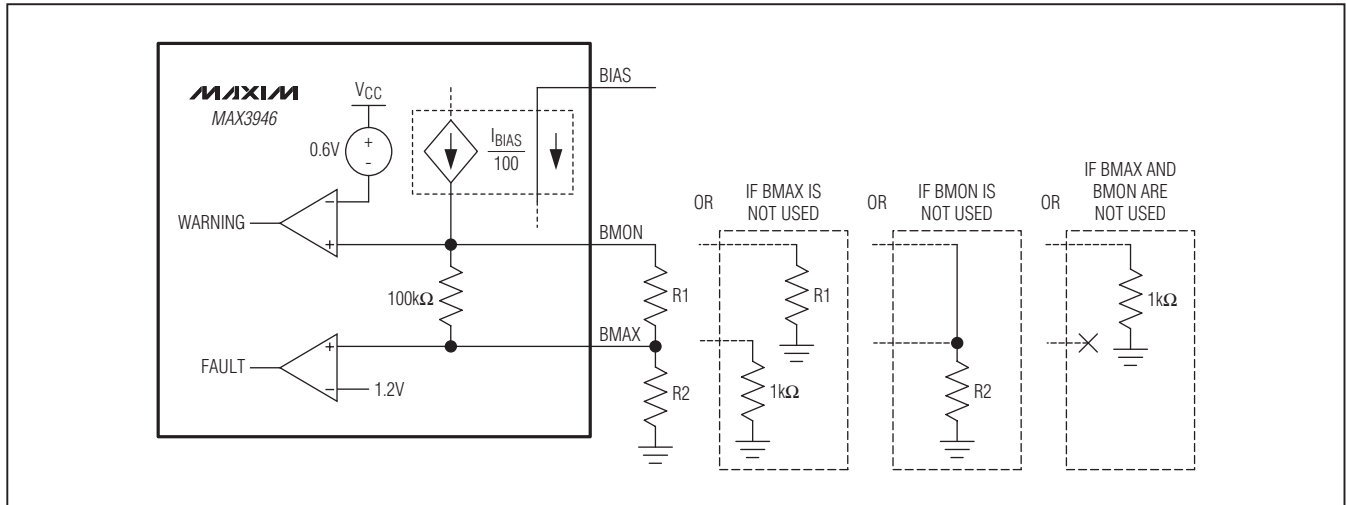 MAXIM
MAX3946
VCC
0.6V
+
-
IBIAS
100
BIAS
WARNING
-
+
BMON
100kΩ
R1
BMAX
FAULT
+
-
1.2V
R2
OR
IF BMAX IS
NOT USED
R1
1kΩ
OR
IF BMON IS
NOT USED
R2
OR
IF BMAX AND
BMON ARE
NOT USED
1kΩ